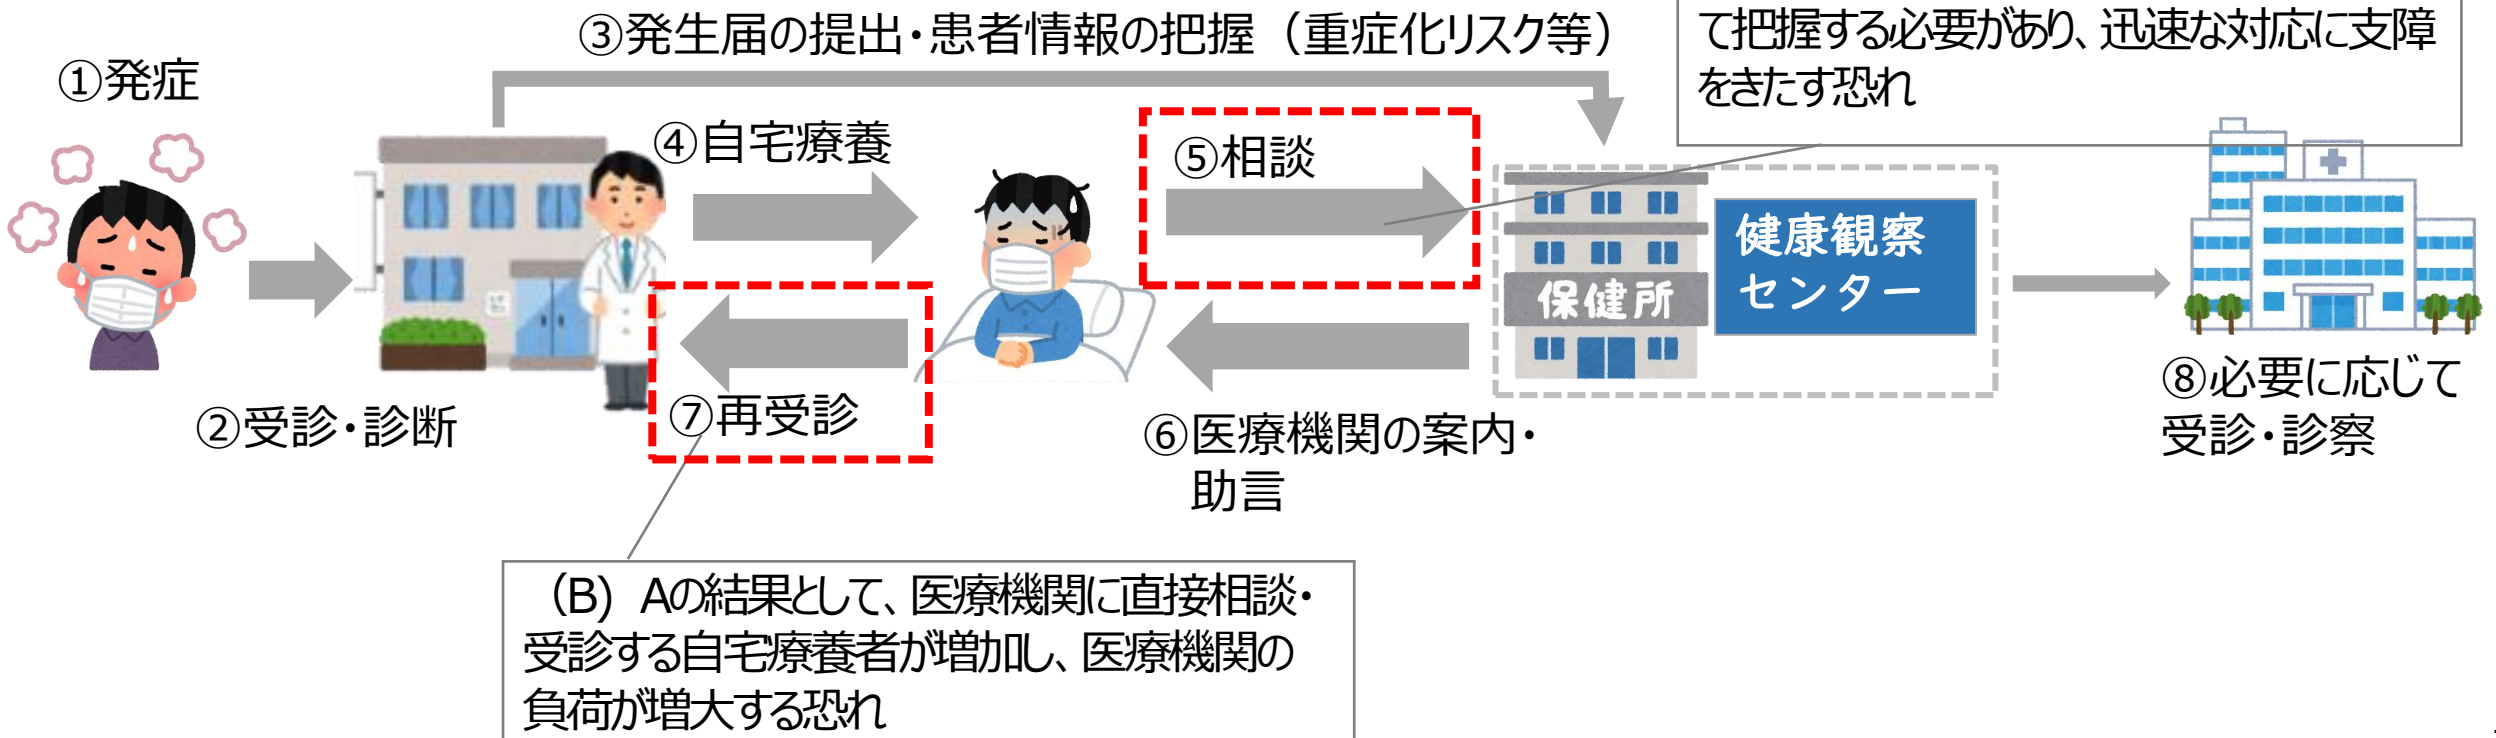 ③発生届の提出・患者情報の把握（重症化リスク等）
て把握する必要があり、迅速な対応に支障
をきたす恐れ
①発症
④自宅療養
⑤相談
健康観察
センター
保健所
②受診・診断
⑦再受診
⑥医療機関の案内・
助言
⑧必要に応じて
受診・診察
（B）Aの結果として、医療機関に直接相談・
受診する自宅療養者が増加し、医療機関の
負荷が増大する恐れ